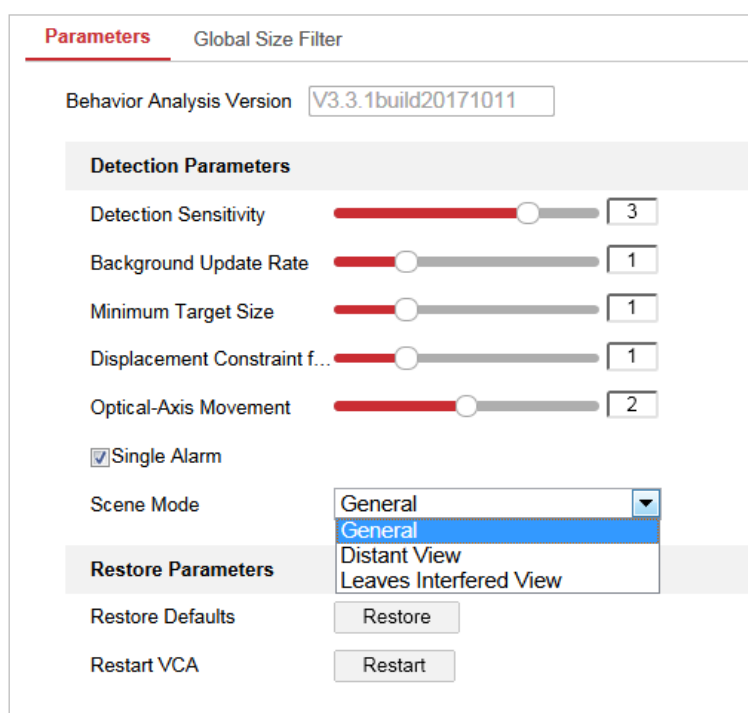 Parameters Global Size Filter
Behavior Analysis Version V3.3.1build20171011
Detection Parameters
Detection Sensitivity 3
Background Update Rate 1
Minimum Target Size 1
Displacement Constraint f... 1
Optical-Axis Movement 2
Single Alarm
Scene Mode General
General
Distant View
Leaves Interfered View
Restore Parameters
Restore Defaults Restore
Restart VCA Restart